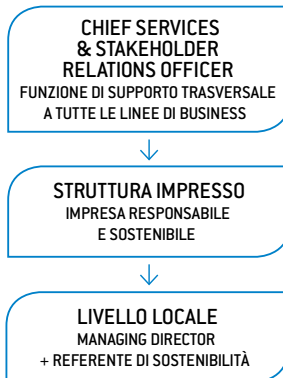 CHIEF SERVICES
& STAKEHOLDER
RELATIONS OFFICER
FUNZIONE DI SUPPORTO TRASVERSALE
A TUTTE LE LINEE DI BUSINESS
STRUTTURA IMPRESSO
IMPRESA RESPONSABILE
E SOSTENIBILE
LIVELLO LOCALE
MANAGING DIRECTOR
+ REFERENTE DI SOSTENIBILITÀ